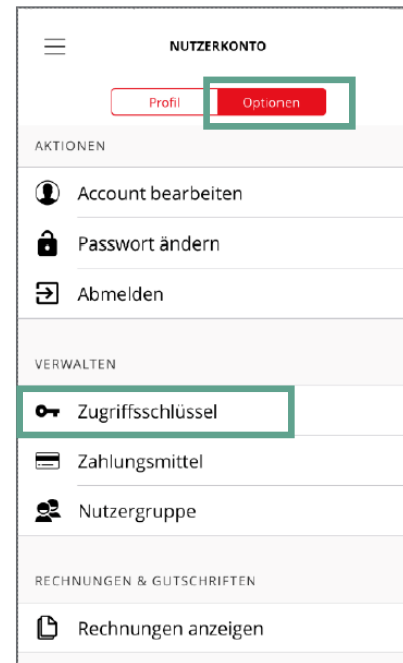 NUTZERKONTO
Profil
Optionen
AKTIONEN
Account bearbeiten
Passwort ändern
Abmelden
VERWALTEN
Zugriffsschlüssel
Zahlungsmittel
Nutzergruppe
RECHNUNGEN & GUTSCHRIFTEN
Rechnungen anzeigen